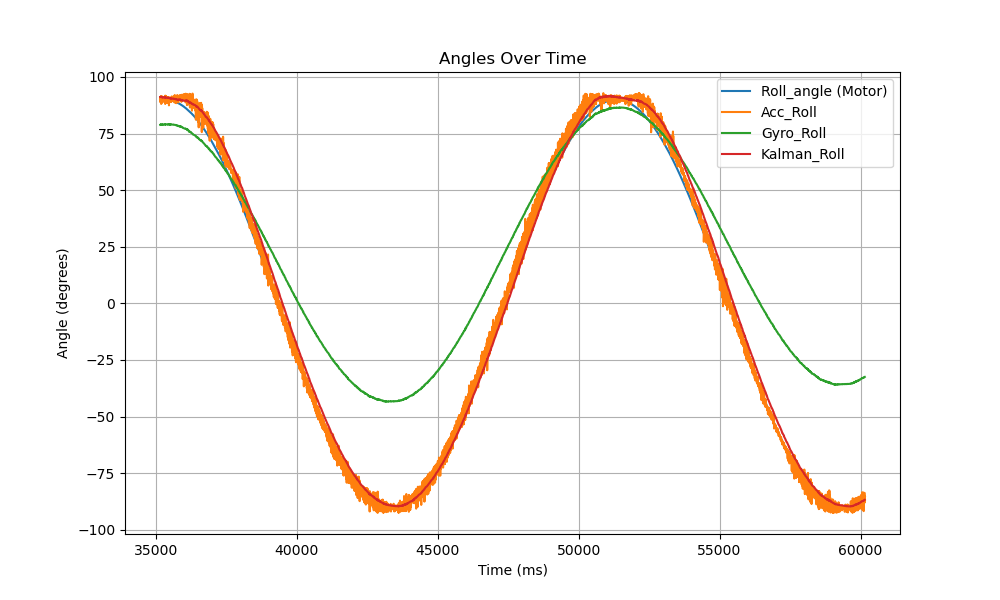 Angles Over Time
Angle (degrees)
100
75
50
25
0
−25
−50
−75
−100
Roll_angle (Motor)
Acc_Roll
Gyro_Roll
Kalman_Roll
35000 40000 45000 50000 55000 60000
Time (ms)